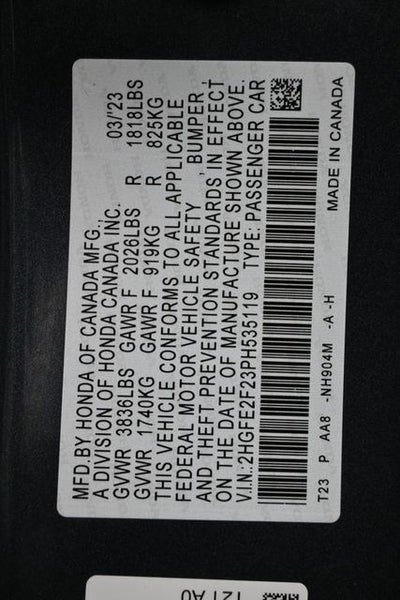 MFD. BY HONDA OF CANADA MFG.,
A DIVISION OF HONDA CANADA INC. 03/'23
GVWR 3836LBS GAWR F 2026LBS R 1818LBS
GVWR 1740KG GAWR F 919KG R 825KG
THIS VEHICLE CONFORMS TO ALL APPLICABLE
FEDERAL MOTOR VEHICLE SAFETY , BUMPER ,
AND THEFT PREVENTION STANDARDS IN EFFECT
ON THE DATE OF MANUFACTURE SHOWN ABOVE.
V.I.N.:2HGFE2F23PH535119 TYPE: PASSENGER CAR
T23 P AA8 -NH904M -A -H
MADE IN CANADA